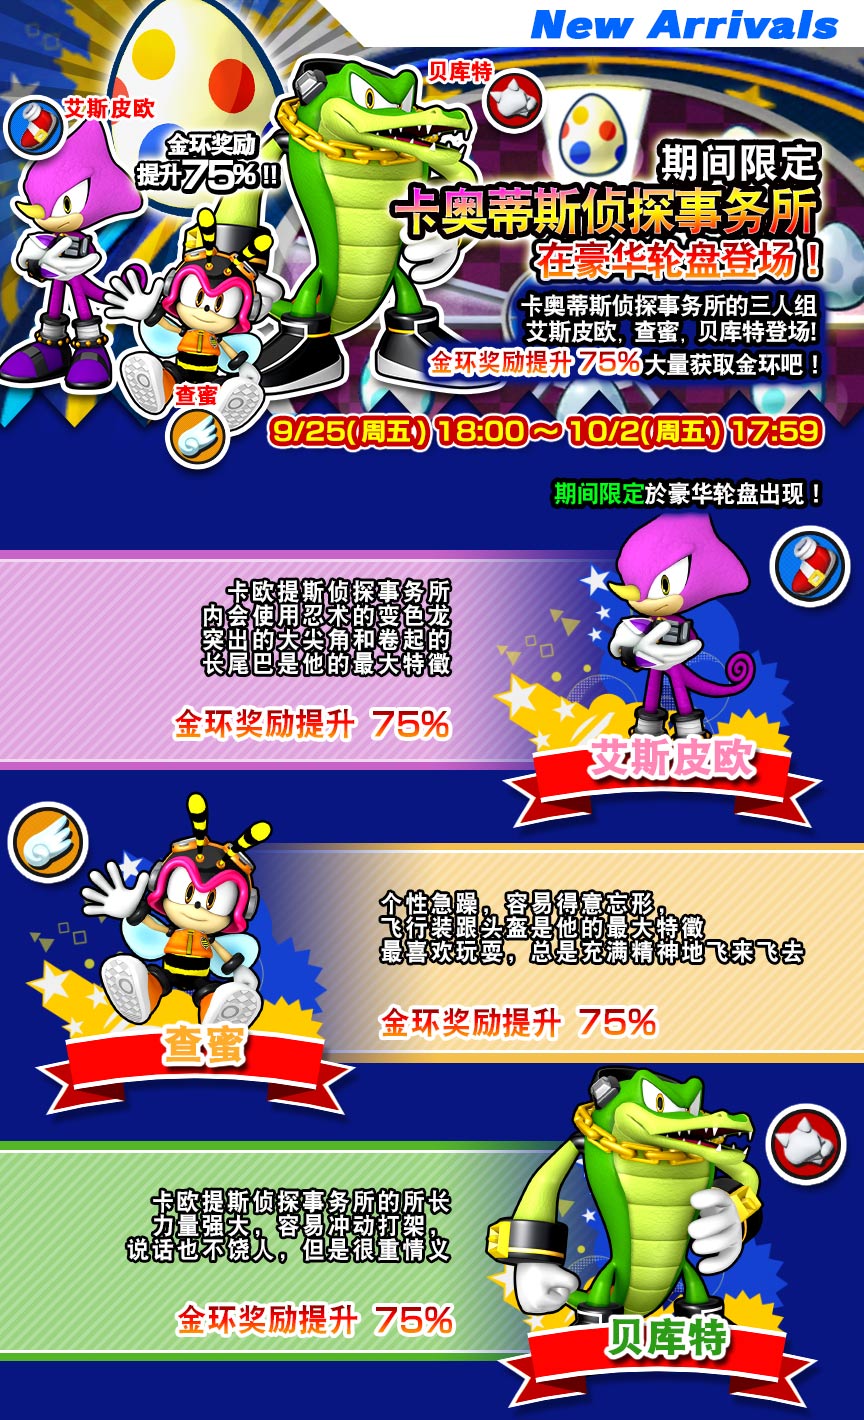 New Arrivals
贝库特
艾斯皮欧
金环奖励
提升75%!!
期间限定
卡奥蒂斯侦探事务所
在豪华轮盘登场！
卡奥蒂斯侦探事务所的三人组
艾斯皮欧，查蜜，贝库特登场!
金环奖励提升 75%大量获取金环吧！
查蜜
9/25(周五) 18:00～10/2(周五) 17:59
期间限定於豪华轮盘出现！
卡欧提斯侦探事务所
内会使用忍术的变色龙
突出的大尖角和卷起的
长尾巴是他的最大特徵
金环奖励提升 75%
艾斯皮欧
个性急躁，容易得意忘形，
飞行装跟头盔是他的最大特徵
最喜欢玩耍，总是充满精神地飞来飞去
金环奖励提升 75%
查蜜
卡欧提斯侦探事务所的所长
力量强大，容易冲动打架，
说话也不饶人，但是很重情义
金环奖励提升 75%
贝库特